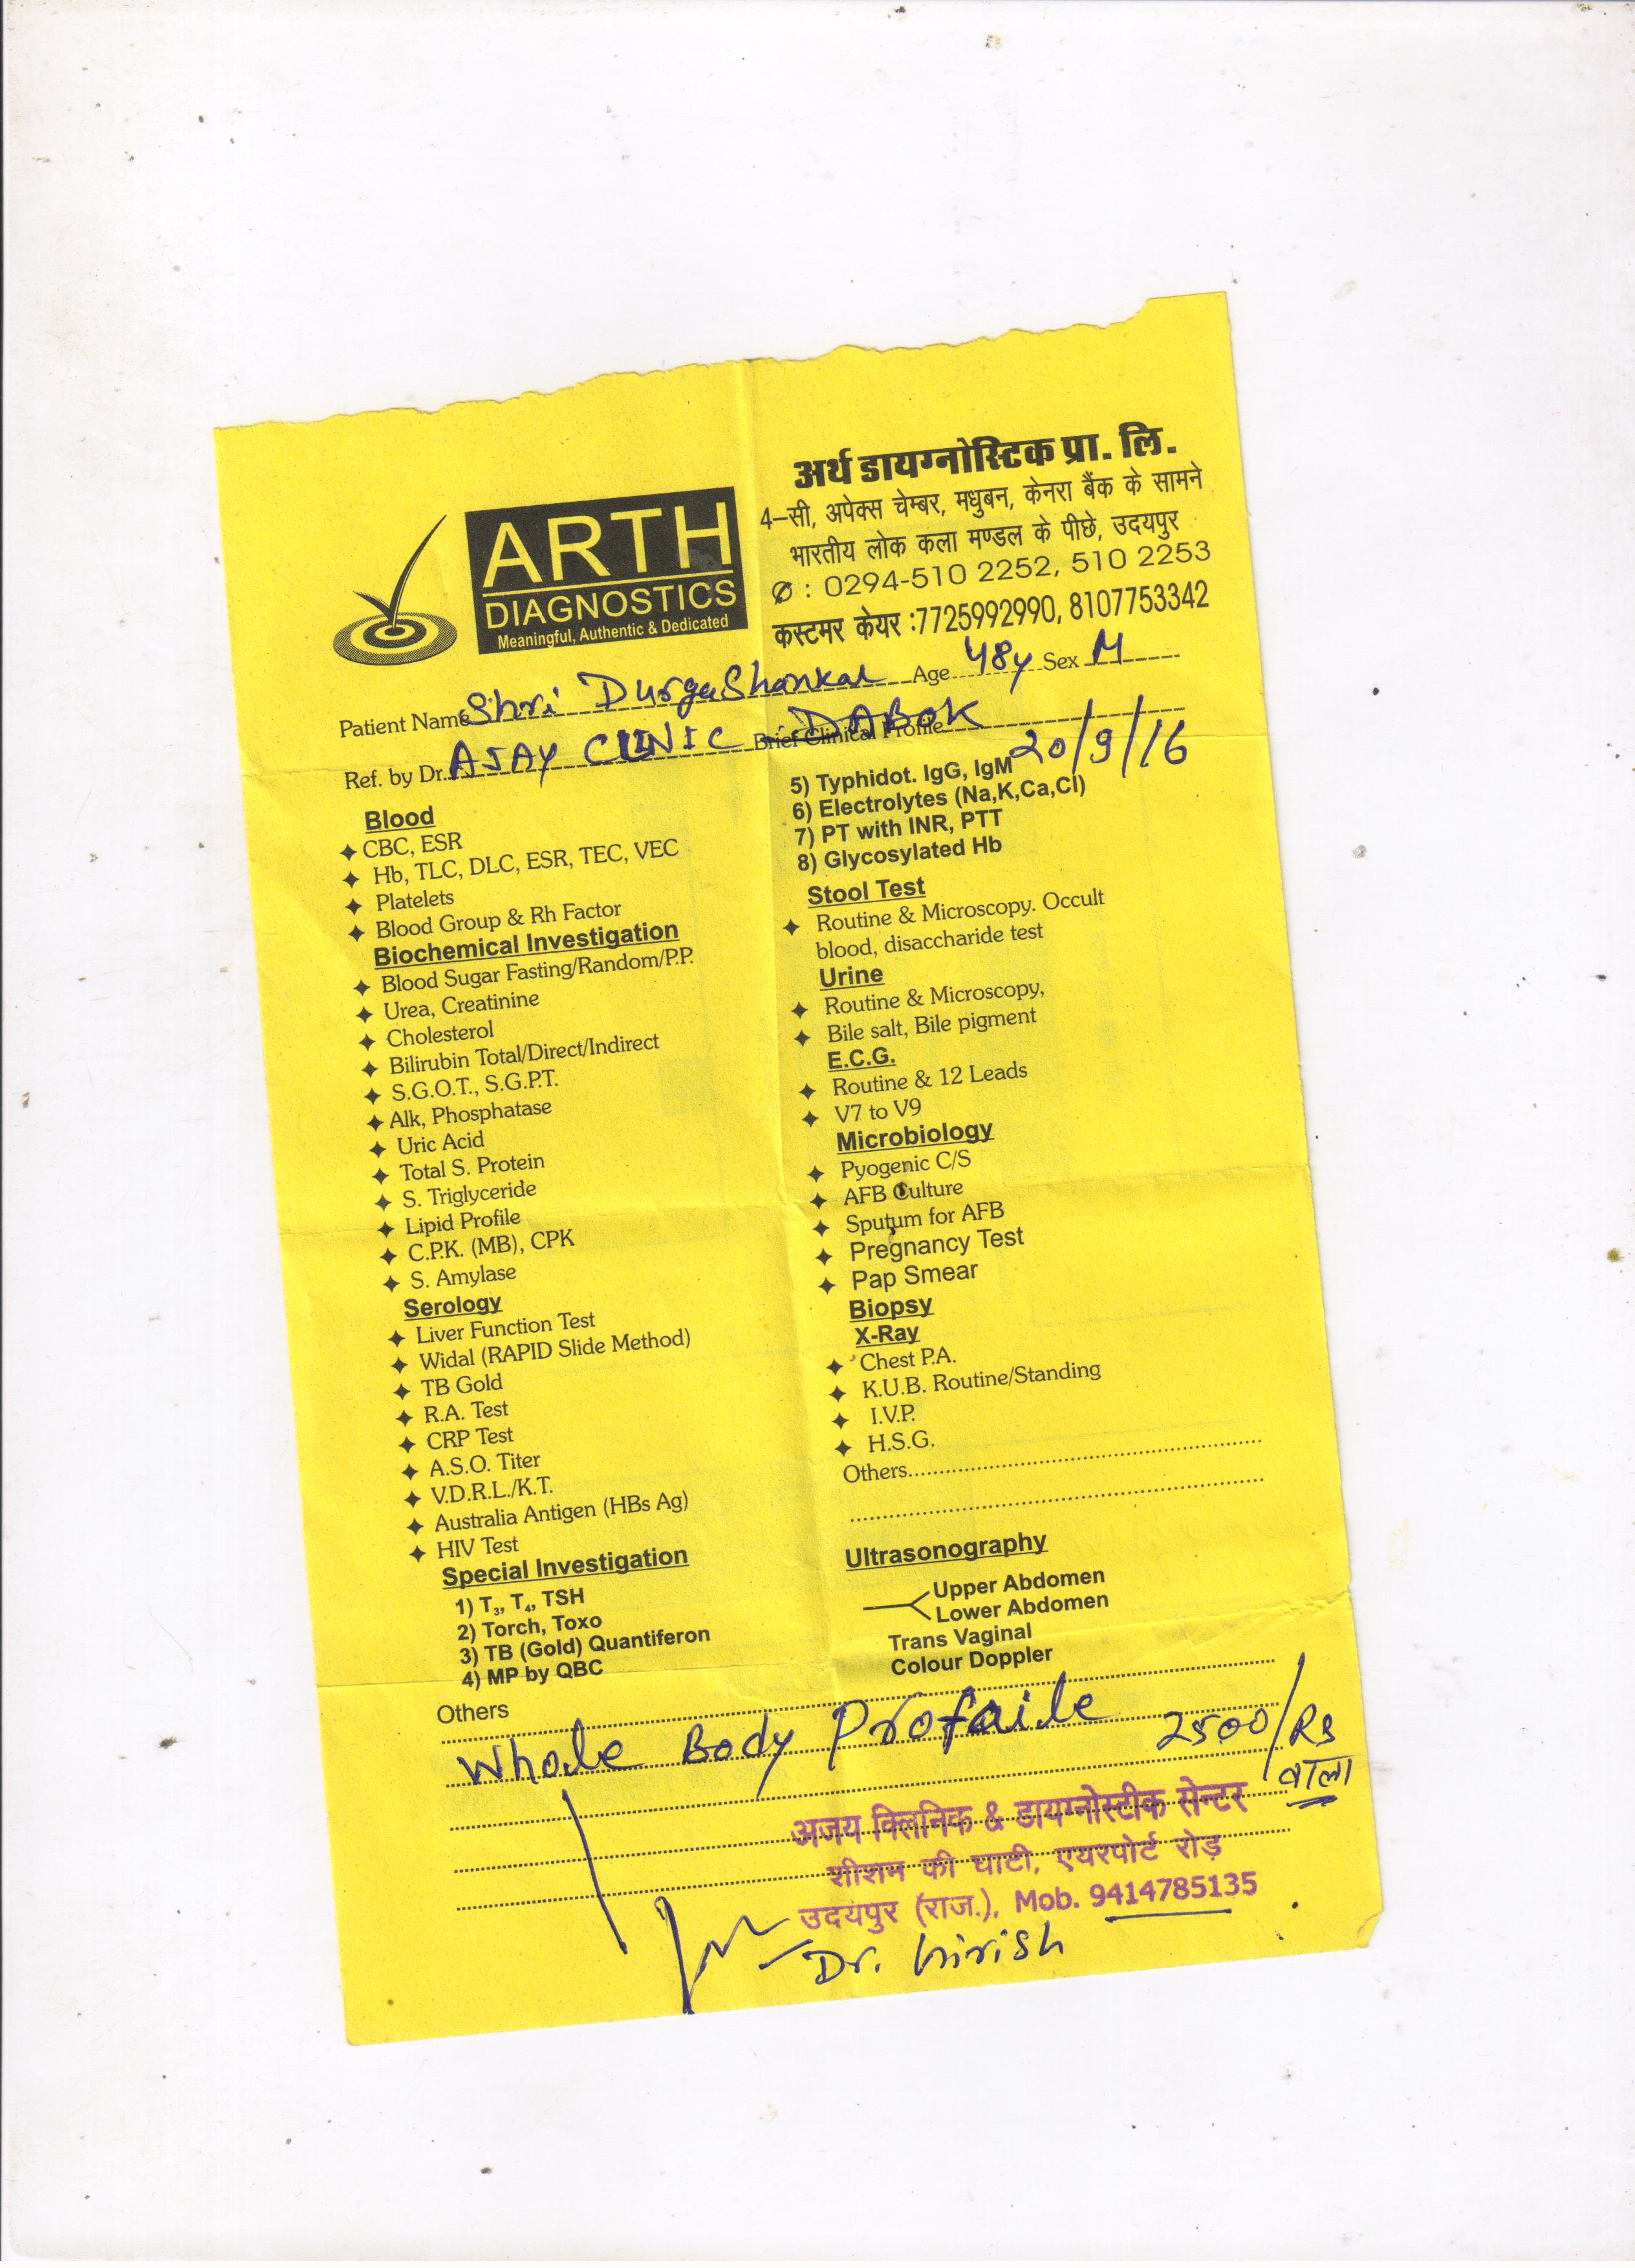 अर्थ डायग्नोस्टिक प्रा. लि.
4-सी, अपेक्स चेम्बर, मधुबन, केनरा बैंक के सामने
भारतीय लोक कला मण्डल के पीछे, उदयपुर
: 0294-510 2252, 510 2253
कस्टमर केयर :7725992990, 8107753342
ARTH
DIAGNOSTICS
Meaningful, Authentic & Dedicated
Patient Name Shri DurgaShankar Age 48y Sex M
Ref. by Dr. AJAY CLINIC - DABOK Brief Clinical Profile
20/9/16
Blood
CBC, ESR
Hb, TLC, DLC, ESR, TEC, VEC
Platelets
Blood Group & Rh Factor
Biochemical Investigation
Blood Sugar Fasting/Random/P.P.
Urea, Creatinine
Cholesterol
Bilirubin Total/Direct/Indirect
S.G.O.T., S.G.P.T.
Alk, Phosphatase
Uric Acid
Total S. Protein
S. Triglyceride
Lipid Profile
C.P.K. (MB), CPK
S. Amylase
Serology
Liver Function Test
Widal (RAPID Slide Method)
TB Gold
R.A. Test
CRP Test
A.S.O. Titer
V.D.R.L./K.T.
Australia Antigen (HBs Ag)
HIV Test
Special Investigation
1) T₃, T₄, TSH
2) Torch, Toxo
3) TB (Gold) Quantiferon
4) MP by QBC
5) Typhidot. IgG, IgM
6) Electrolytes (Na,K,Ca,Cl)
7) PT with INR, PTT
8) Glycosylated Hb
Stool Test
Routine & Microscopy. Occult
blood, disaccharide test
Urine
Routine & Microscopy,
Bile salt, Bile pigment
E.C.G.
Routine & 12 Leads
V7 to V9
Microbiology
Pyogenic C/S
AFB Culture
Sputum for AFB
Pregnancy Test
Pap Smear
Biopsy
X-Ray
Chest P.A.
K.U.B. Routine/Standing
I.V.P.
H.S.G.
Others
Ultrasonography
Upper Abdomen
Lower Abdomen
Trans Vaginal
Colour Doppler
Others
Whole Body Profaile 2500/Rs
वाला
अजय क्लिनिक & डायग्नोस्टीक सेन्टर
शीशम की घाटी, एयरपोर्ट रोड़
उदयपुर (राज.), Mob. 9414785135
Dr.